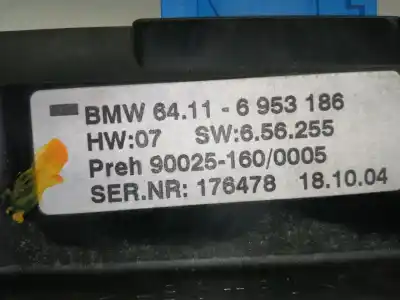 BMW 64.11 - 6 953 186
HW:07 SW:6.56.255
Preh 90025-160/0005
SER.NR: 176478 18.10.04